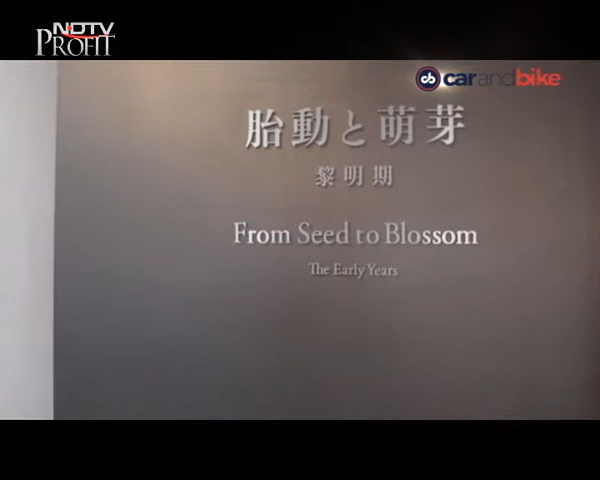 NDTV
PROFIT
carandbike
胎動と萌芽
黎明期
From Seed to Blossom
The Early Years